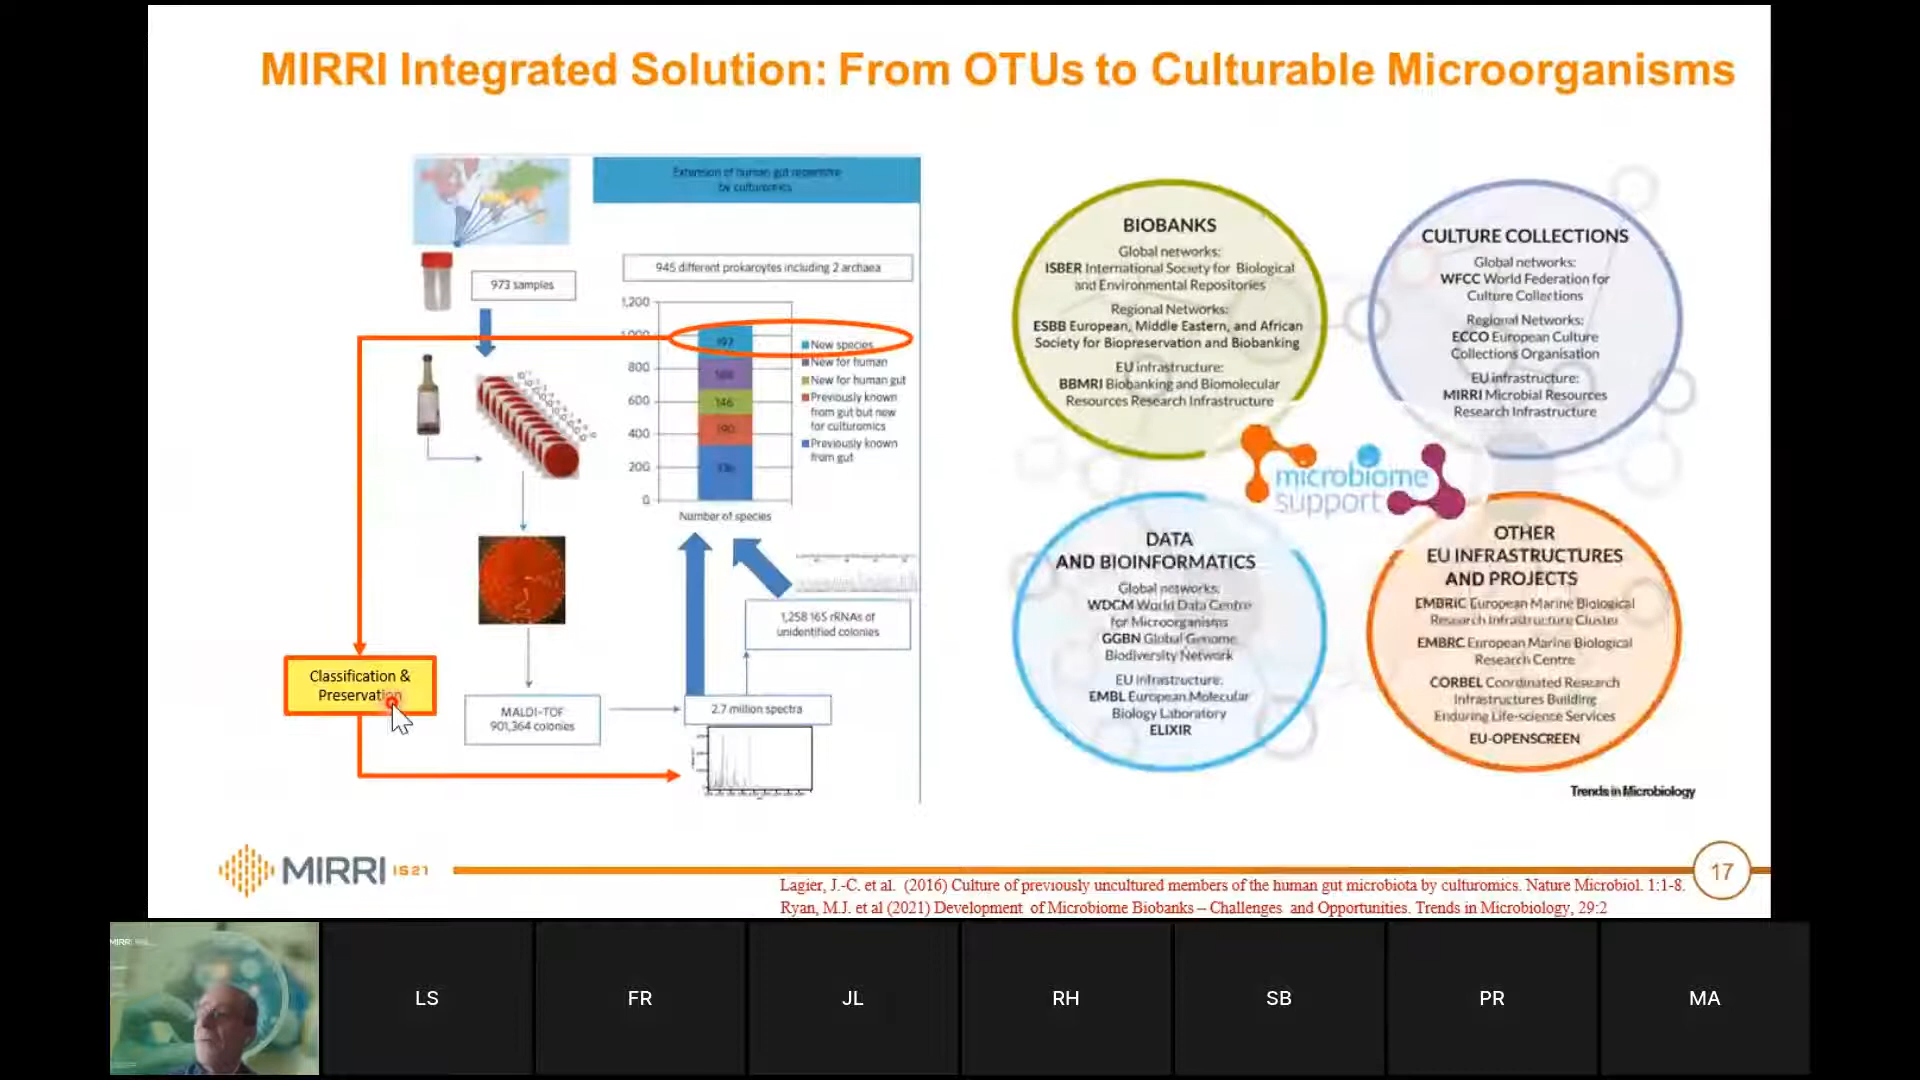 MIRRI Integrated Solution: From OTUs to Culturable Microorganisms
Extension of human gut repertoire
by culturomics
973 samples
945 different prokaroytes including 2 archaea
1,200
1,000
800
600
400
200
0
197
146
190
New species
New for human
New for human gut
Previously known
from gut but new
for culturomics
Previously known
from gut
Number of species
1,258 165 rRNAs of
unidentified colonies
Classification &
Preservation
MALDI-TOF
901,364 colonies
2.7 million spectra
BIOBANKS
Global networks:
ISBER International Society for Biological
and Environmental Repositories
Regional Networks:
ESBB European, Middle Eastern, and African
Society for Biopreservation and Biobanking
EU infrastructure:
BBMRI Biobanking and Biomolecular
Resources Research Infrastructure
CULTURE COLLECTIONS
Global networks:
WFCC World Federation for
Culture Collections
Regional Networks:
ECCO European Culture
Collections Organisation
EU infrastructure:
MIRRI Microbial Resources
Research Infrastructure
microbiome
support
DATA
AND BIOINFORMATICS
Global networks:
WDCM World Data Centre
for Microorganisms
GGBN Global Genome
Biodiversity Network
EU Infrastructure:
EMBL European Molecular
Biology Laboratory
ELIXIR
OTHER
EU INFRASTRUCTURES
AND PROJECTS
EMBRIC European Marine Biological
Research Infrastructure Cluster
EMBRC European Marine Biological
Research Centre
CORBEL Coordinated Research
Infrastructures Building
Enduring Life-science Services
EU-OPENSCREEN
Trends in Microbiology
MIRRI IS21
17
Lagier, J.-C. et al. (2016) Culture of previously uncultured members of the human gut microbiota by culturomics. Nature Microbiol. 1:1-8.
Ryan, M.J. et al (2021) Development of Microbiome Biobanks – Challenges and Opportunities. Trends in Microbiology, 29:2
MIRRI
LS
FR
JL
RH
SB
PR
MA